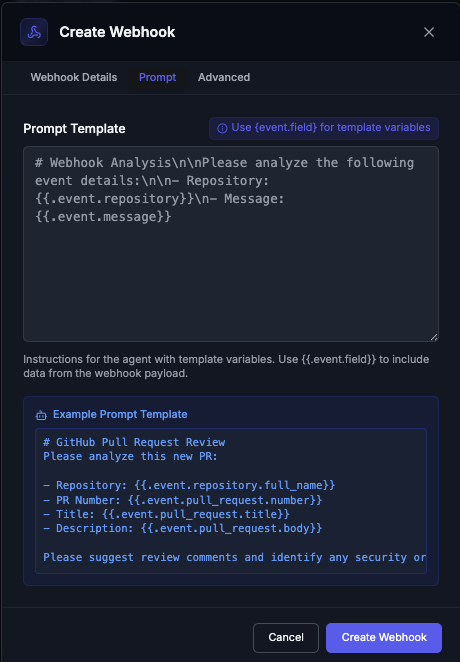 Create Webhook
Webhook Details Prompt Advanced
Prompt Template
Use {event.field} for template variables
# Webhook Analysis\n\nPlease analyze the following
event details:\n\n- Repository:
{{.event.repository}}\n- Message:
{{.event.message}}
Instructions for the agent with template variables. Use {{.event.field}} to include
data from the webhook payload.
Example Prompt Template
# GitHub Pull Request Review
Please analyze this new PR:
- Repository: {{.event.repository.full_name}}
- PR Number: {{.event.pull_request.number}}
- Title: {{.event.pull_request.title}}
- Description: {{.event.pull_request.body}}
Please suggest review comments and identify any security or
Cancel
Create Webhook